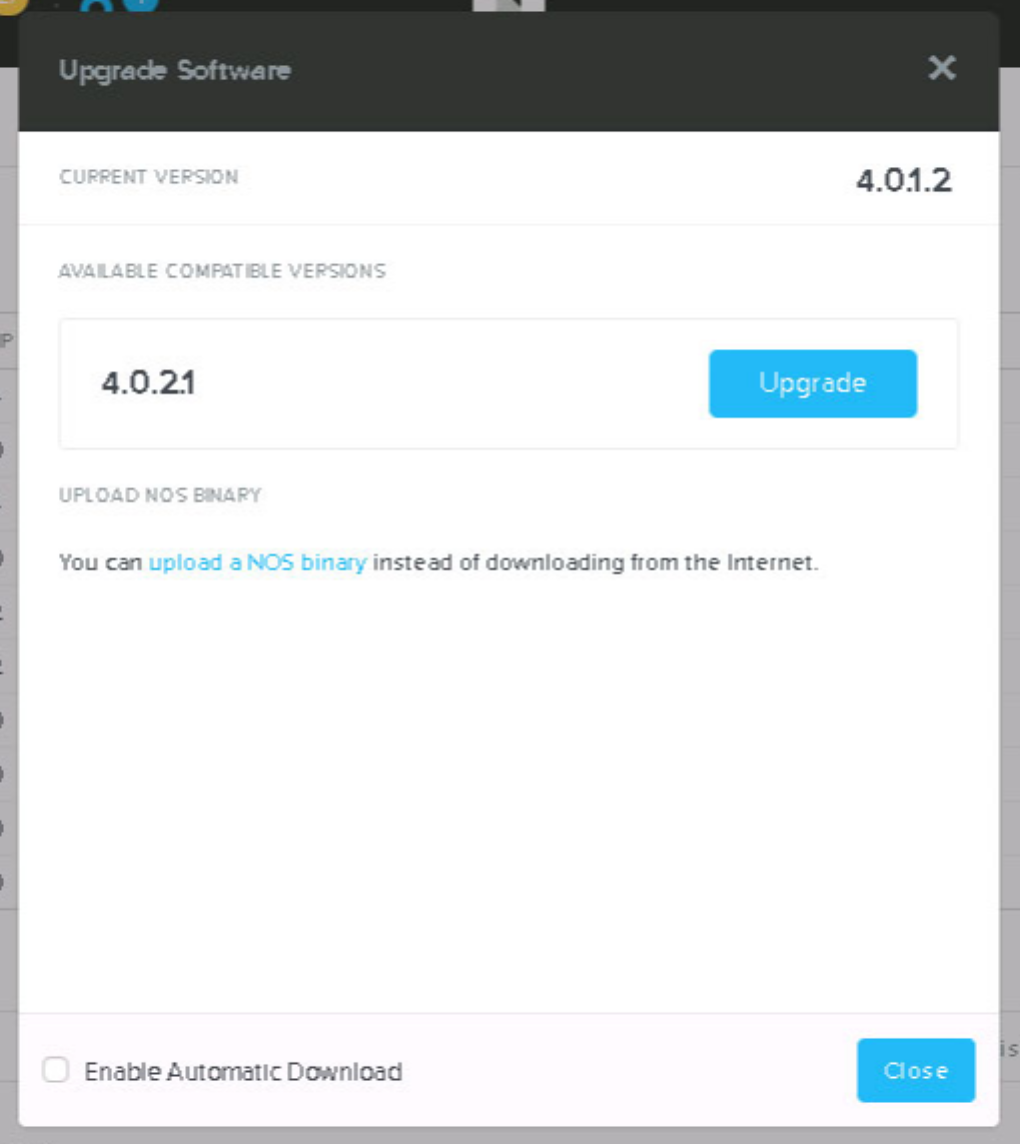 Upgrade Software
CURRENT VERSION
4.0.1.2
AVAILABLE COMPATIBLE VERSIONS
4.0.2.1
Upgrade
UPLOAD NOS BINARY
You can upload a NOS binary instead of downloading from the Internet.
Enable Automatic Download
Close